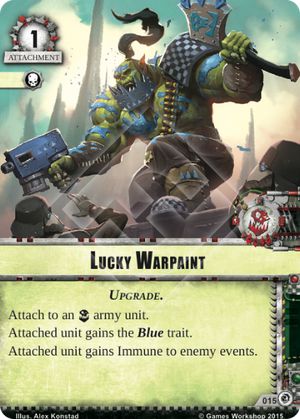 1
ATTACHMENT
LUCKY WARPAINT
UPGRADE.
Attach to an army unit.
Attached unit gains the Blue trait.
Attached unit gains Immune to enemy events.
015
Illus. Alex Konstad
© Games Workshop 2015